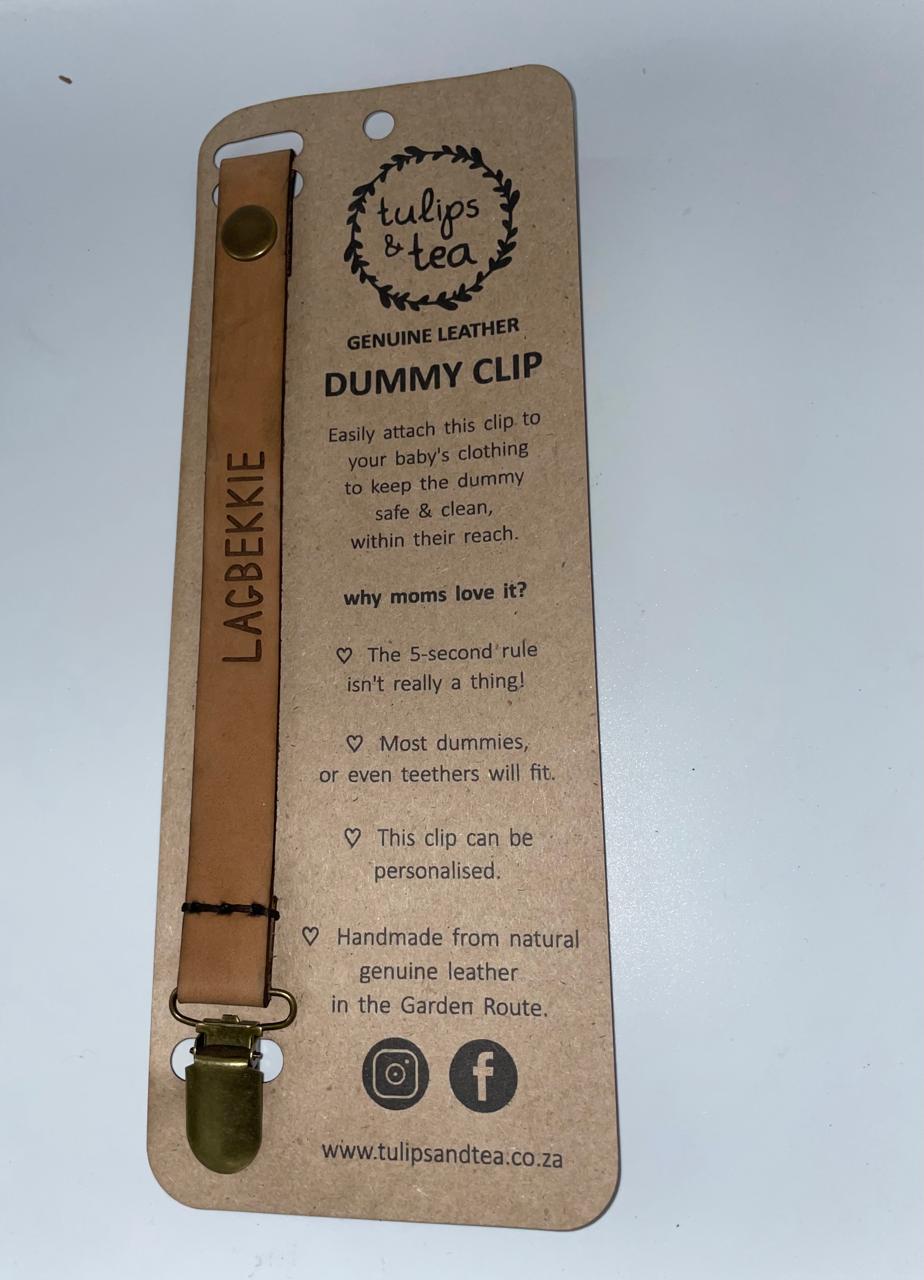 LAGBEKKIE
tulips
& tea
GENUINE LEATHER
DUMMY CLIP
Easily attach this clip to
your baby's clothing
to keep the dummy
safe & clean,
within their reach.
why moms love it?
♡ The 5-second rule
isn't really a thing!
♡ Most dummies,
or even teethers will fit.
♡ This clip can be
personalised.
♡ Handmade from natural
genuine leather
in the Garden Route.
www.tulipsandtea.co.za